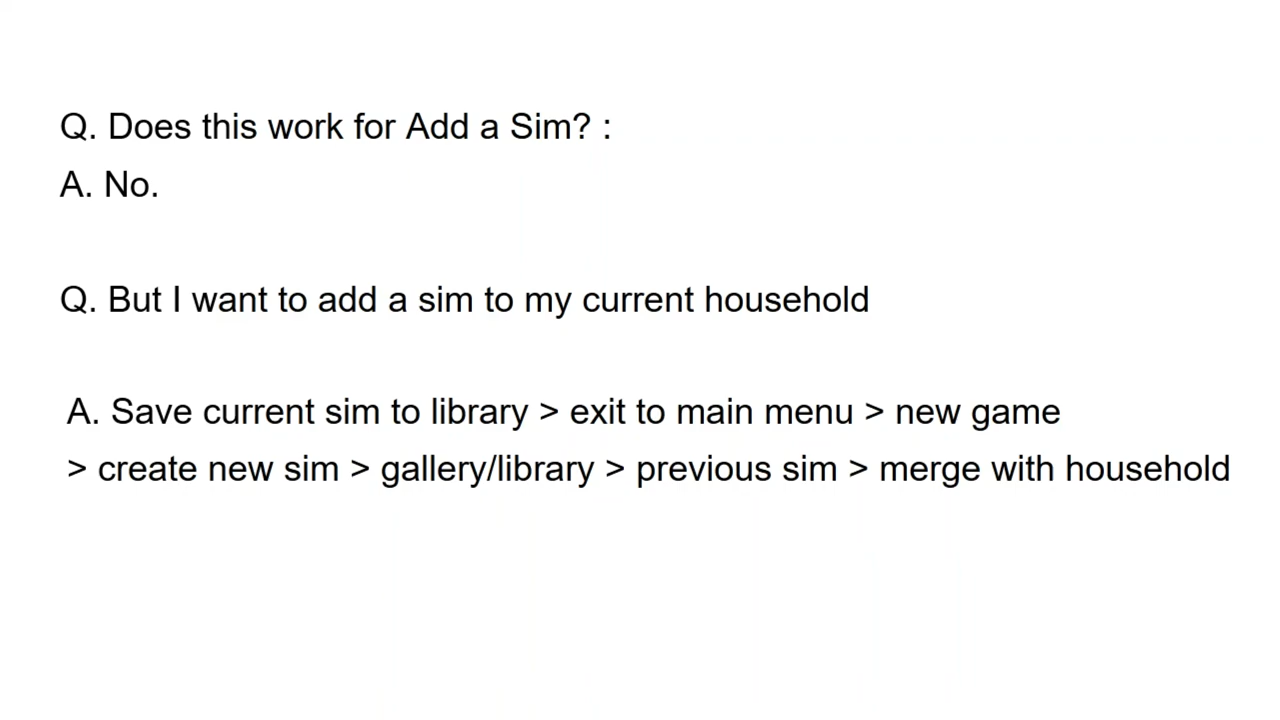 Q. Does this work for Add a Sim? :
A. No.
Q. But I want to add a sim to my current household
A. Save current sim to library > exit to main menu > new game
> create new sim > gallery/library > previous sim > merge with household